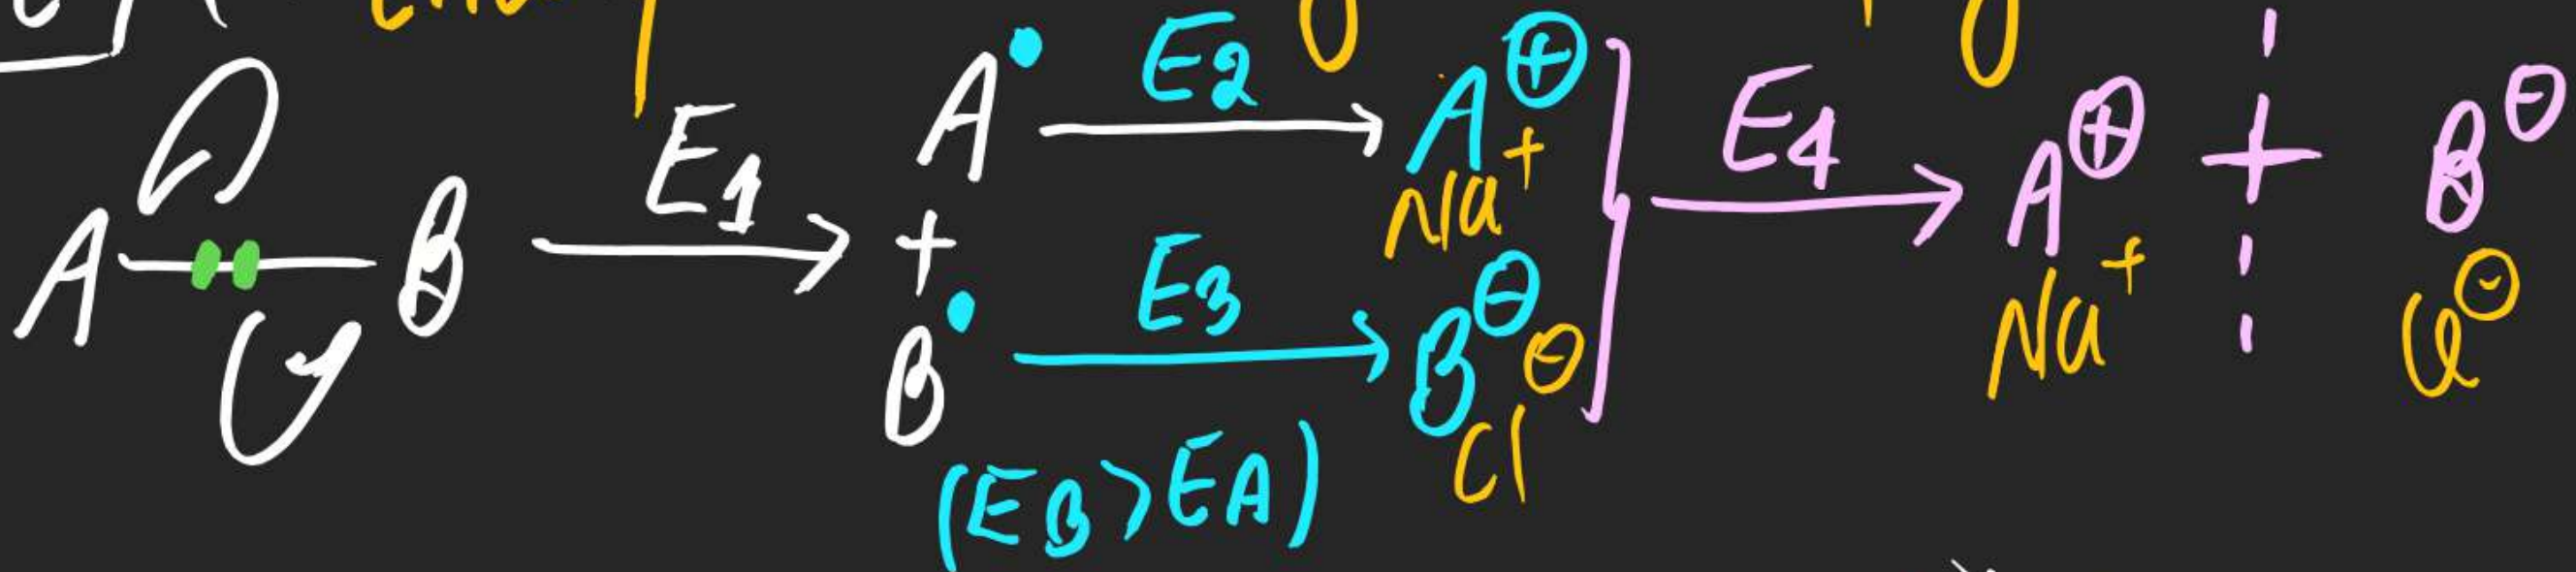 A — B E1 → A• E2 → A⊕ E4 → A⊕ + B⊖
Na+ Na+ Cl⊖
+
B• E3 → B⊖
Cl⊖
(EB>EA)